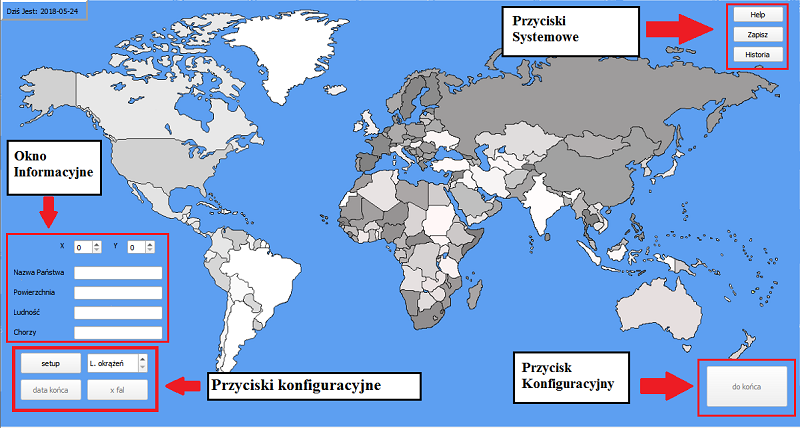 Dziś Jest: 2018-05-24
Przyciski
Systemowe
Help
Zapisz
Historia
Okno
Informacyjne
X 0 Y 0
Nazwa Państwa
Powierzchnia
Ludność
Chorzy
setup L. okrążeń
data końca x fal
Przyciski konfiguracyjne
Przycisk
Konfiguracyjny
do końca